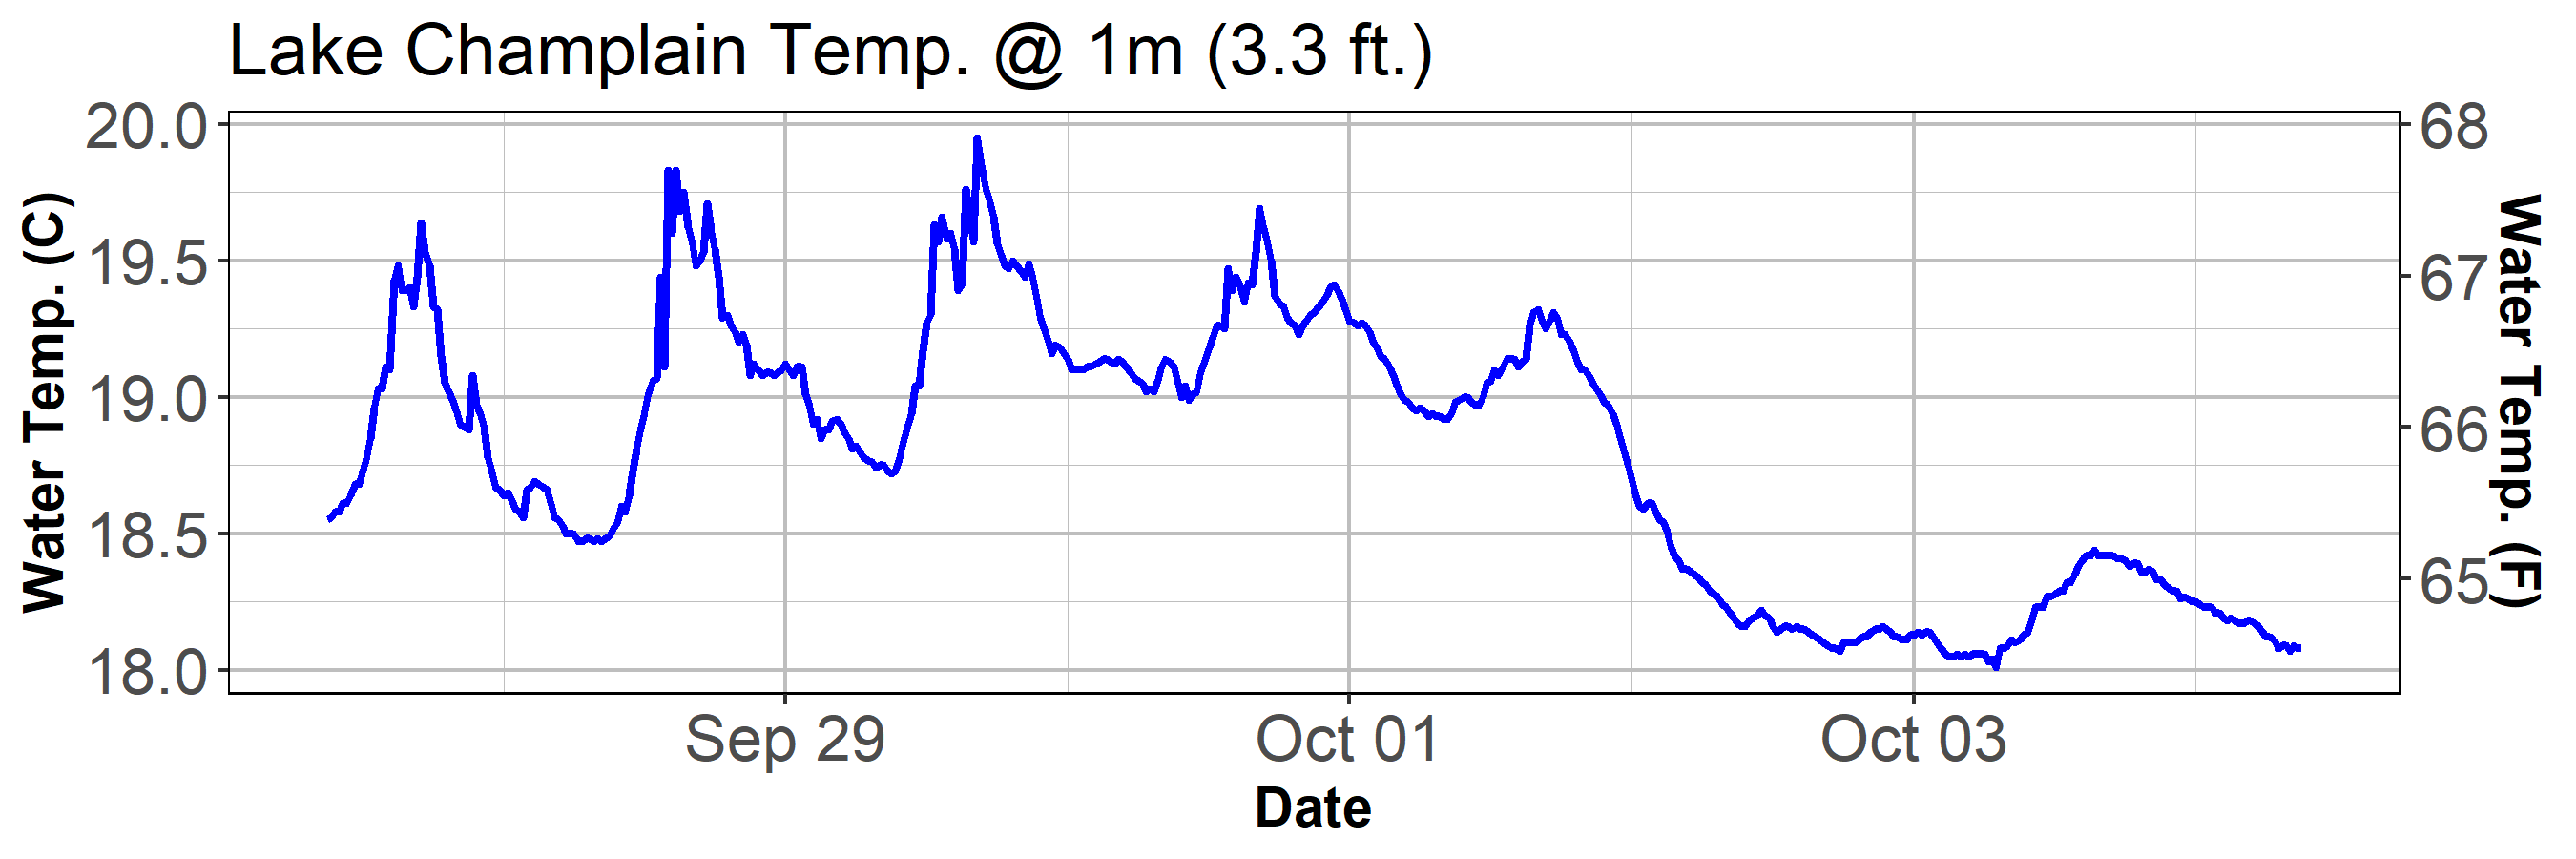 Lake Champlain Temp. @ 1m (3.3 ft.)
Water Temp. (C)
20.0
19.5
19.0
18.5
18.0
68
67
66
65
Water Temp. (F)
Sep 29
Oct 01
Oct 03
Date